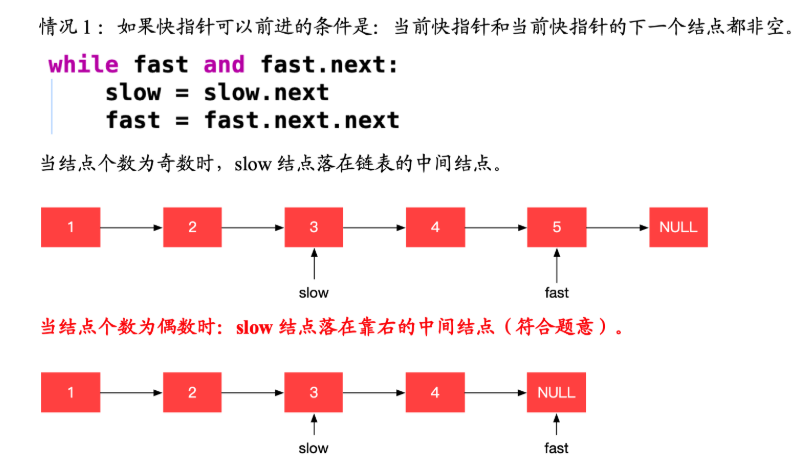 情况 1： 如果快指针可以前进的条件是：当前快指针和当前快指针的下一个结点都非空。
while fast and fast.next:
    slow = slow.next
    fast = fast.next.next
当结点个数为奇数时，slow 结点落在链表的中间结点。
1 2 3 4 5 NULL
slow fast
当结点个数为偶数时：slow 结点落在靠右的中间结点（符合题意）。
1 2 3 4 NULL
slow fast